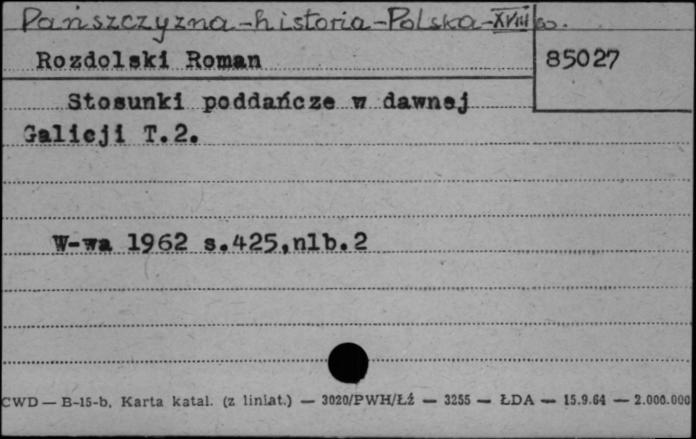 Pańszczyzna-historia-Polska-XVIII w.
Rozdolski Roman
85027
Stosunki poddańcze w dawnej
Galicji T.2.
W-wa 1962 s.425,nlb.2
CWD — B-15-b. Karta katal. (z liniat.) — 3020/PWH/Łź — 3255 — ŁDA — 15.9.64 — 2.000.000